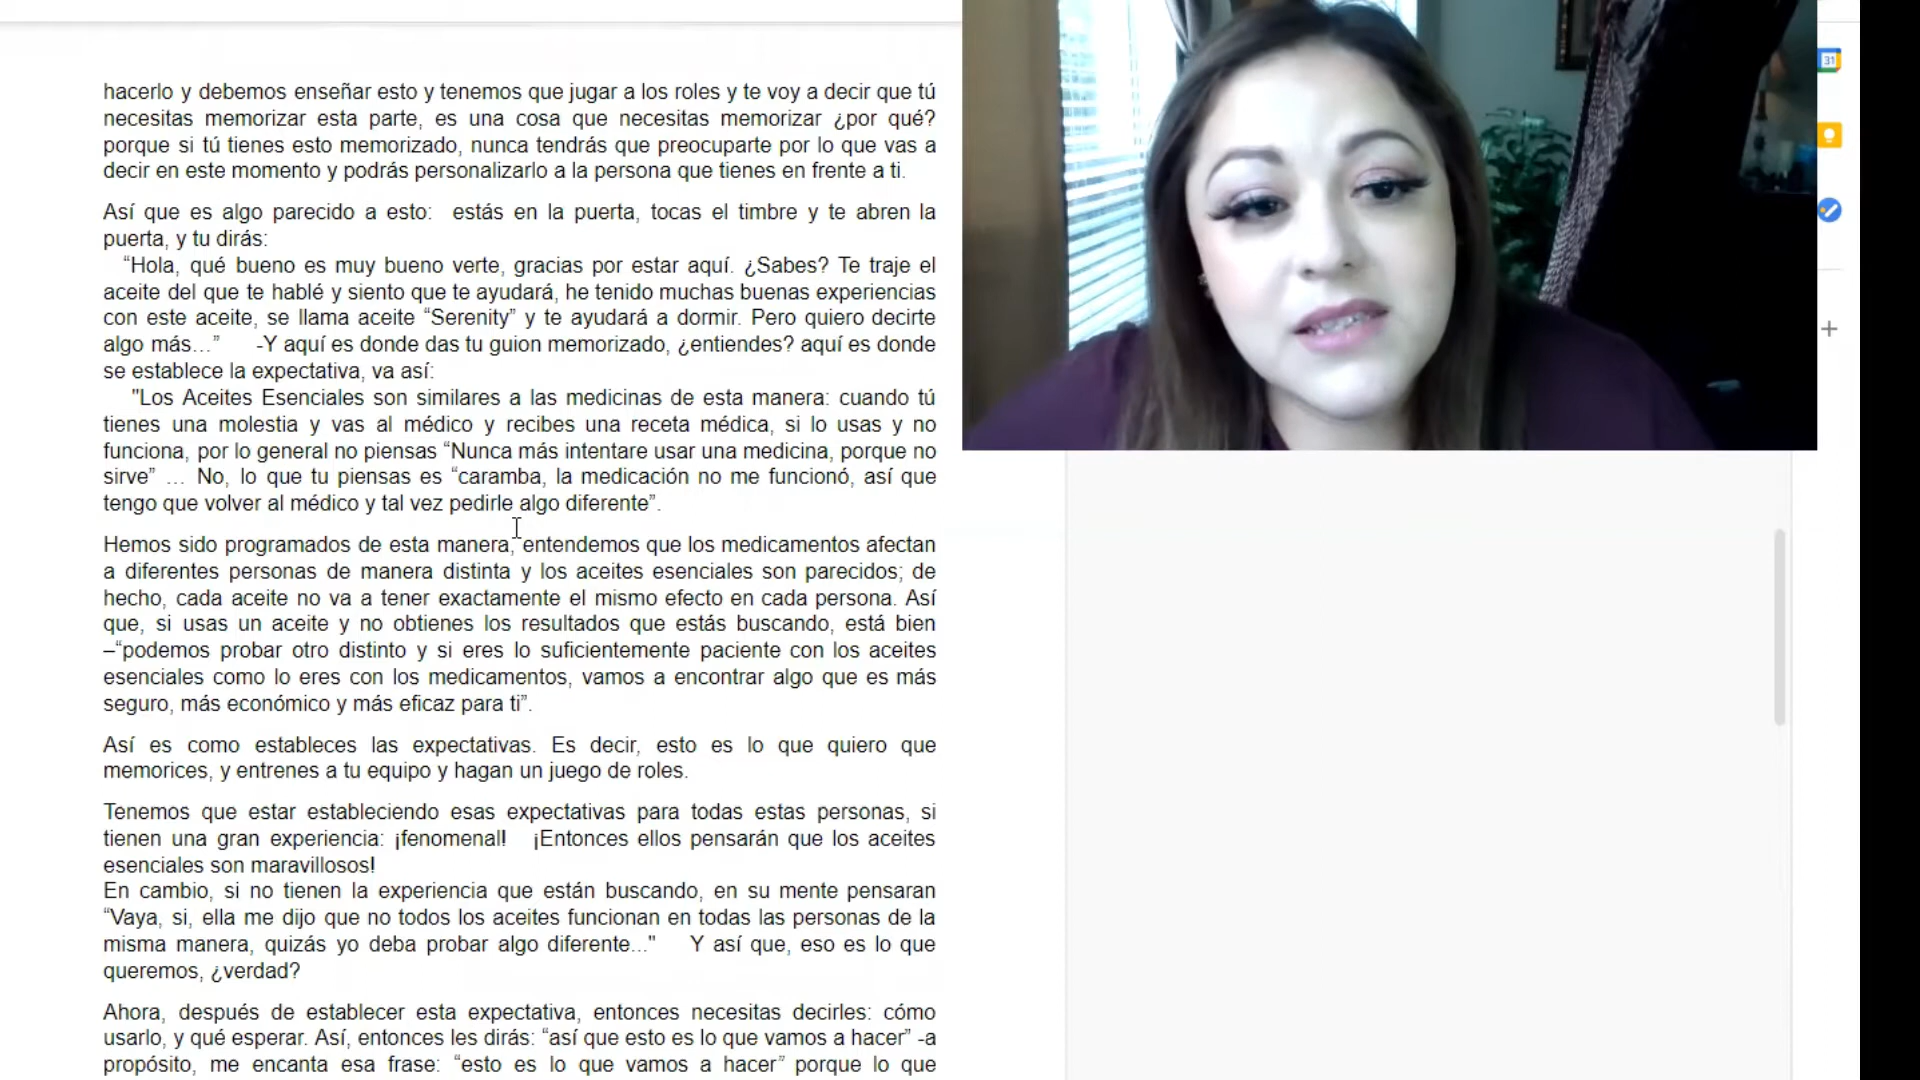 hacerlo y debemos enseñar esto y tenemos que jugar a los roles y te voy a decir que tú
necesitas memorizar esta parte, es una cosa que necesitas memorizar ¿por qué?
porque si tú tienes esto memorizado, nunca tendrás que preocuparte por lo que vas a
decir en este momento y podrás personalizarlo a la persona que tienes en frente a ti.
Así que es algo parecido a esto: estás en la puerta, tocas el timbre y te abren la
puerta, y tu dirás:
“Hola, qué bueno es muy bueno verte, gracias por estar aquí. ¿Sabes? Te traje el
aceite del que te hablé y siento que te ayudará, he tenido muchas buenas experiencias
con este aceite, se llama aceite “Serenity” y te ayudará a dormir. Pero quiero decirte
algo más…” -Y aquí es donde das tu guion memorizado, ¿entiendes? aquí es donde
se establece la expectativa, va así:
"Los Aceites Esenciales son similares a las medicinas de esta manera: cuando tú
tienes una molestia y vas al médico y recibes una receta médica, si lo usas y no
funciona, por lo general no piensas “Nunca más intentare usar una medicina, porque no
sirve” … No, lo que tu piensas es “caramba, la medicación no me funcionó, así que
tengo que volver al médico y tal vez pedirle algo diferente”.
Hemos sido programados de esta manera, entendemos que los medicamentos afectan
a diferentes personas de manera distinta y los aceites esenciales son parecidos; de
hecho, cada aceite no va a tener exactamente el mismo efecto en cada persona. Así
que, si usas un aceite y no obtienes los resultados que estás buscando, está bien
–“podemos probar otro distinto y si eres lo suficientemente paciente con los aceites
esenciales como lo eres con los medicamentos, vamos a encontrar algo que es más
seguro, más económico y más eficaz para ti”.
Así es como estableces las expectativas. Es decir, esto es lo que quiero que
memorices, y entrenes a tu equipo y hagan un juego de roles.
Tenemos que estar estableciendo esas expectativas para todas estas personas, si
tienen una gran experiencia: ¡fenomenal! ¡Entonces ellos pensarán que los aceites
esenciales son maravillosos!
En cambio, si no tienen la experiencia que están buscando, en su mente pensaran
“Vaya, si, ella me dijo que no todos los aceites funcionan en todas las personas de la
misma manera, quizás yo deba probar algo diferente..." Y así que, eso es lo que
queremos, ¿verdad?
Ahora, después de establecer esta expectativa, entonces necesitas decirles: cómo
usarlo, y qué esperar. Así, entonces les dirás: “así que esto es lo que vamos a hacer” -a
propósito, me encanta esa frase: “esto es lo que vamos a hacer” porque lo que
31